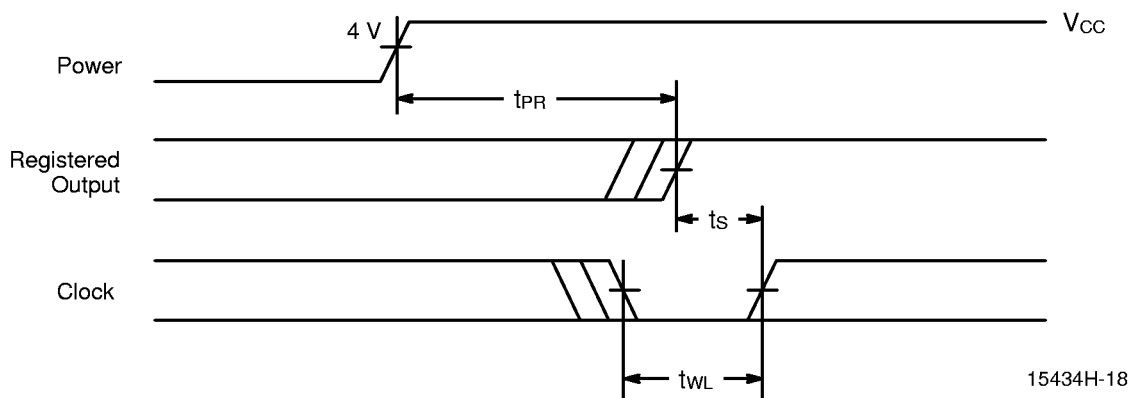 4 V
VCC
Power
tPR
Registered
Output
tS
Clock
tWL
15434H-18